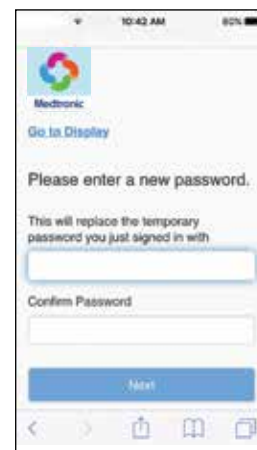 10:42 AM 80%
Medtronic
Go to Display
Please enter a new password.
This will replace the temporary
password you just signed in with
Confirm Password
Next